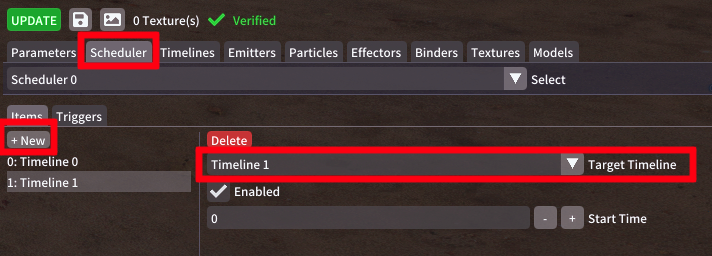 UPDATE 0 Texture(s) Verified
Parameters Scheduler Timelines Emitters Particles Effectors Binders Textures Models
Scheduler 0 Select
Items Triggers
+ New Delete
0: Timeline 0 Timeline 1 Target Timeline
1: Timeline 1 Enabled
0 - + Start Time